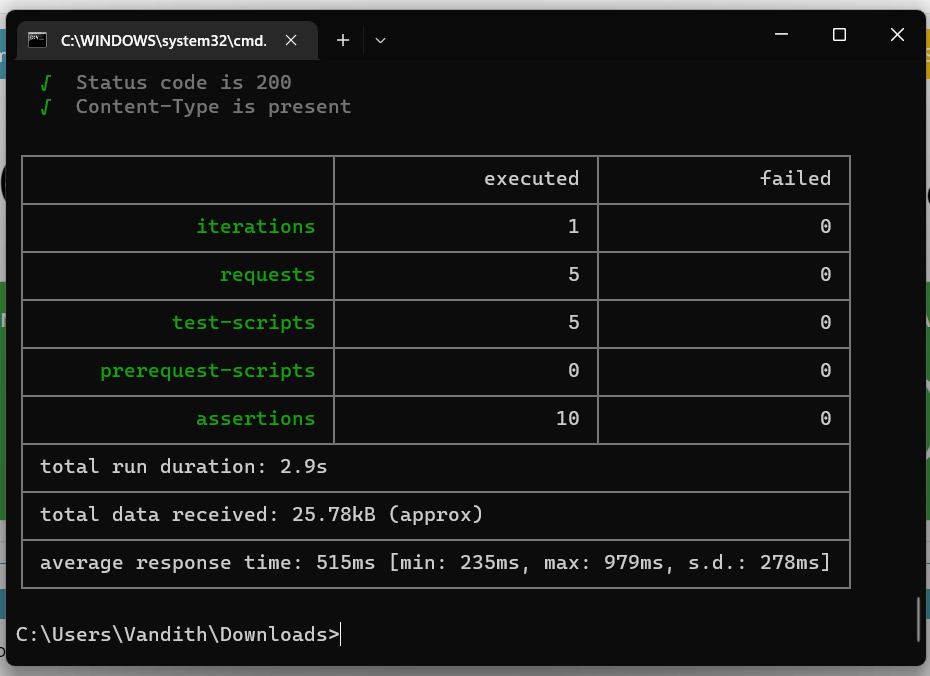 C:\WINDOWS\system32\cmd.
√ Status code is 200
√ Content-Type is present
executed failed
iterations 1 0
requests 5 0
test-scripts 5 0
prerequest-scripts 0 0
assertions 10 0
total run duration: 2.9s
total data received: 25.78kB (approx)
average response time: 515ms [min: 235ms, max: 979ms, s.d.: 278ms]
C:\Users\Vandith\Downloads>